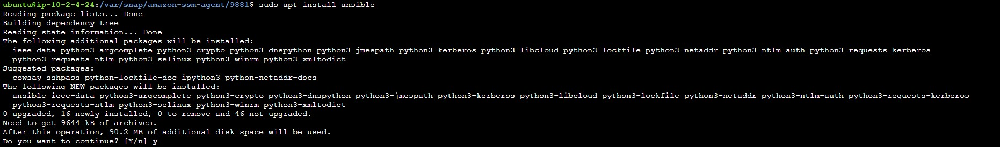 ubuntu@ip-10-2-4-24:/var/snap/amazon-ssm-agent/9881$ sudo apt install ansible
Reading package lists... Done
Building dependency tree
Reading state information... Done
The following additional packages will be installed:
  ieee-data python3-argcomplete python3-crypto python3-dnspython python3-jmespath python3-kerberos python3-libcloud python3-lockfile python3-netaddr python3-ntlm-auth python3-requests-kerberos
  python3-requests-ntlm python3-selinux python3-winrm python3-xmltodict
Suggested packages:
  cowsay sshpass python-lockfile-doc ipython3 python-netaddr-docs
The following NEW packages will be installed:
  ansible ieee-data python3-argcomplete python3-crypto python3-dnspython python3-jmespath python3-kerberos python3-libcloud python3-lockfile python3-netaddr python3-ntlm-auth python3-requests-kerberos
  python3-requests-ntlm python3-selinux python3-winrm python3-xmltodict
0 upgraded, 16 newly installed, 0 to remove and 46 not upgraded.
Need to get 9644 kB of archives.
After this operation, 90.2 MB of additional disk space will be used.
Do you want to continue? [Y/n] y